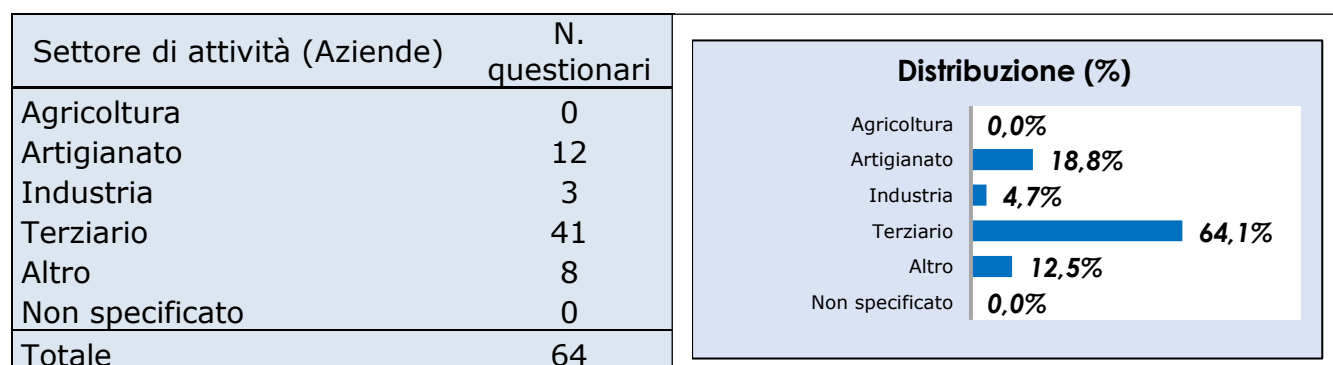 Settore di attività (Aziende) N. questionari
Agricoltura 0
Artigianato 12
Industria 3
Terziario 41
Altro 8
Non specificato 0
Totale 64
Distribuzione (%)
Agricoltura 0,0%
Artigianato 18,8%
Industria 4,7%
Terziario 64,1%
Altro 12,5%
Non specificato 0,0%